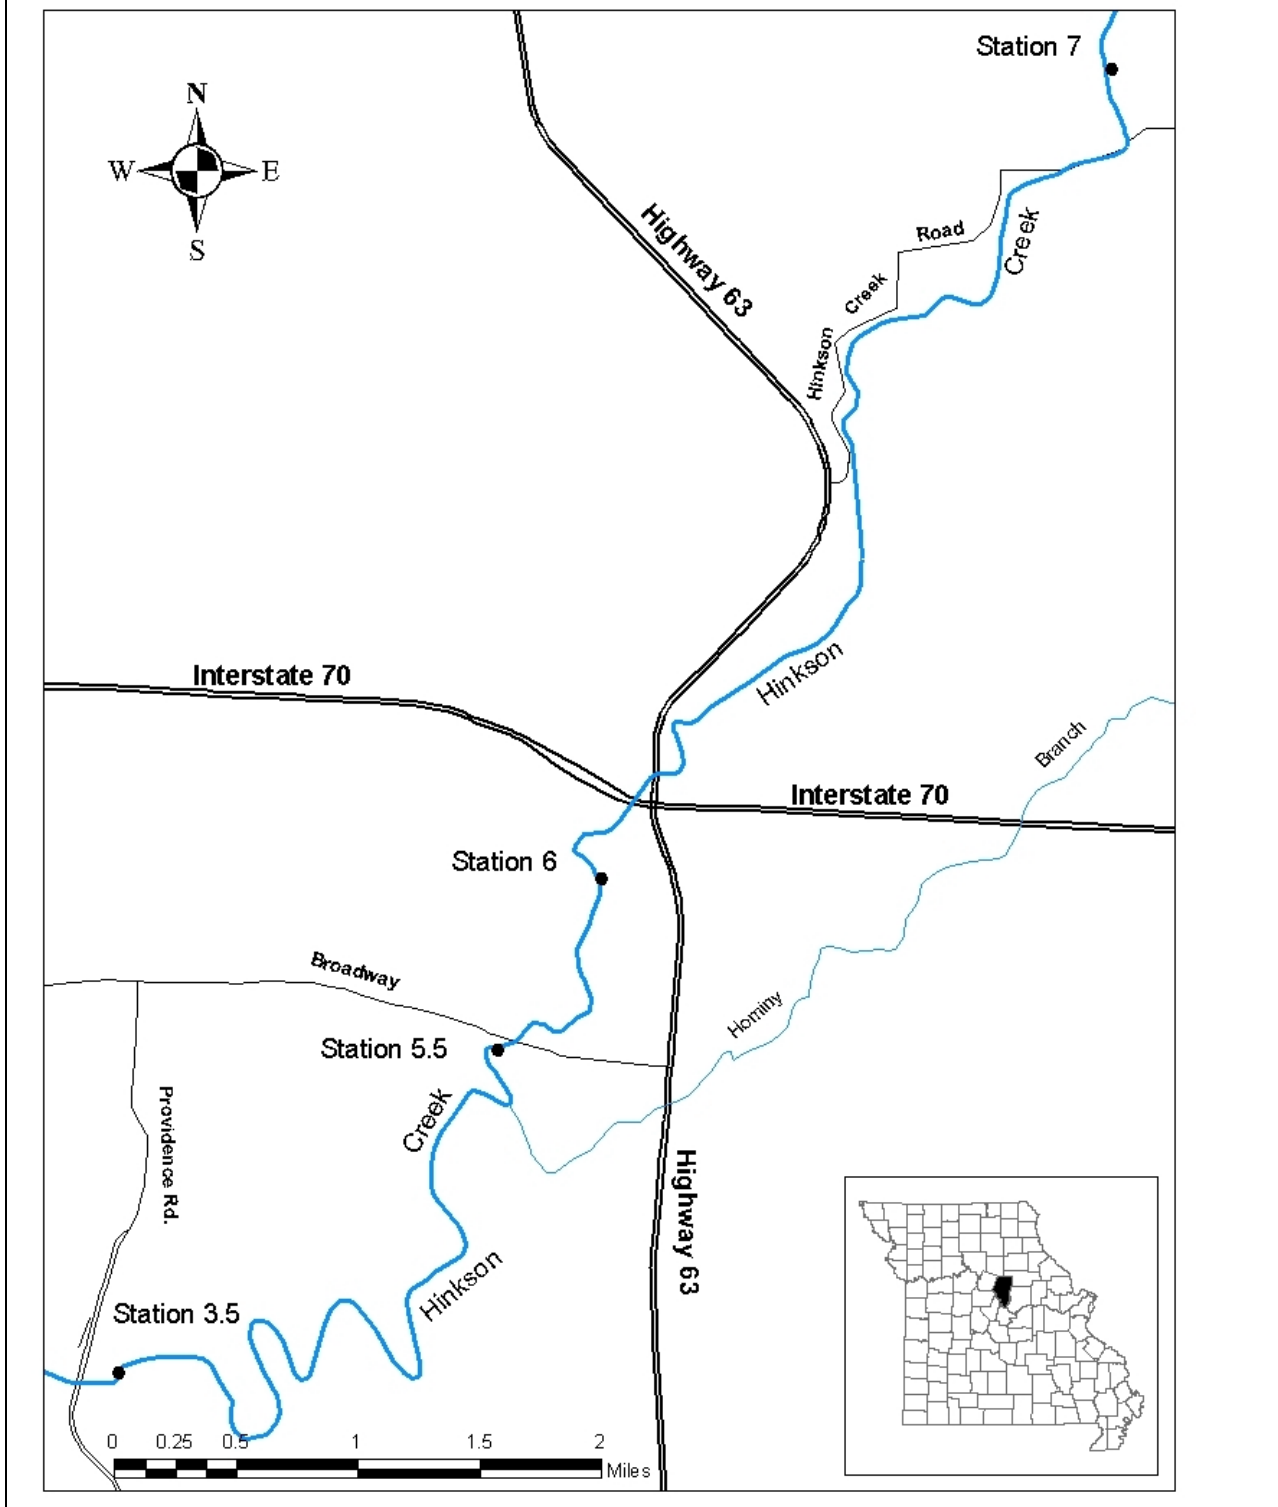 Station 7
N
W E
S
Highway 63
Road
Creek
Creek
Hinkson
Interstate 70
Hinkson
Branch
Interstate 70
Station 6
Broadway
Hominy
Station 5.5
Creek
Providence Rd.
Highway 63
Hinkson
Station 3.5
0 0.25 0.5 1 1.5 2
Miles